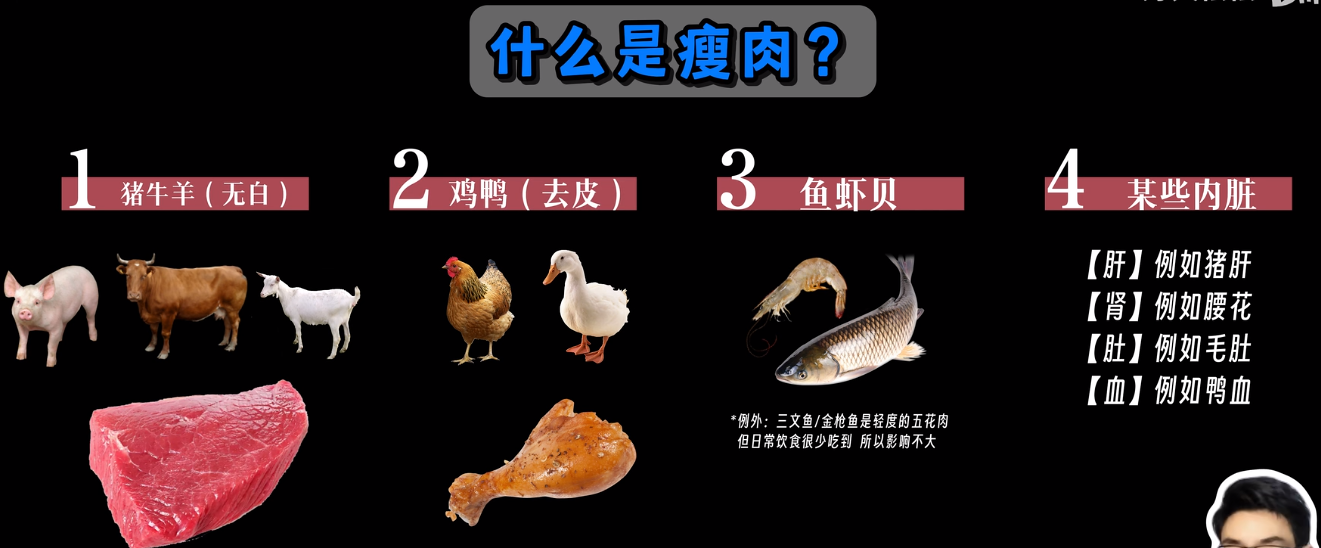 什么是瘦肉?
1 猪牛羊(无白)
2 鸡鸭(去皮)
3 鱼虾贝
4 某些内脏
【肝】例如猪肝
【肾】例如腰花
【肚】例如毛肚
【血】例如鸭血
*例外:三文鱼/金枪鱼是轻度的五花肉
但日常饮食很少吃到 所以影响不大